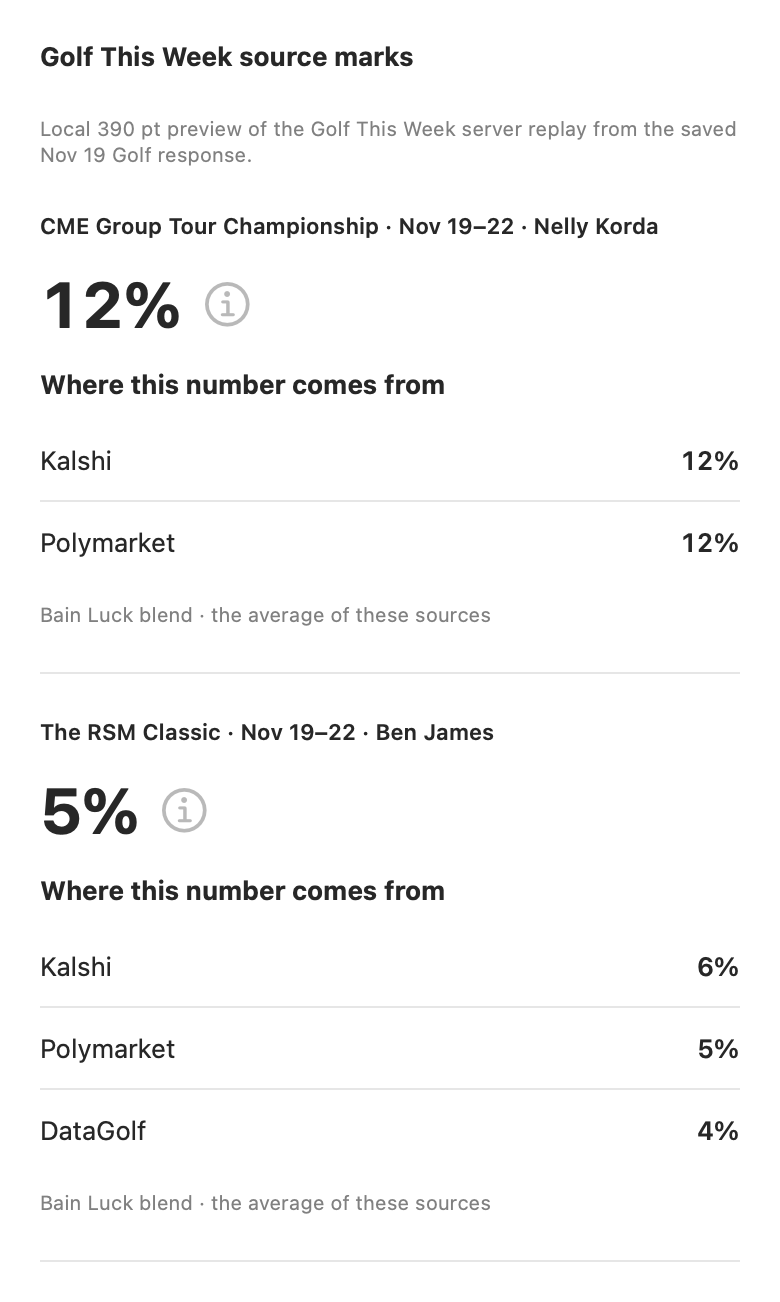 Golf This Week source marks
Local 390 pt preview of the Golf This Week server replay from the saved
Nov 19 Golf response.
CME Group Tour Championship · Nov 19–22 · Nelly Korda
12%
Where this number comes from
Kalshi 12%
Polymarket 12%
Bain Luck blend · the average of these sources
The RSM Classic · Nov 19–22 · Ben James
5%
Where this number comes from
Kalshi 6%
Polymarket 5%
DataGolf 4%
Bain Luck blend · the average of these sources